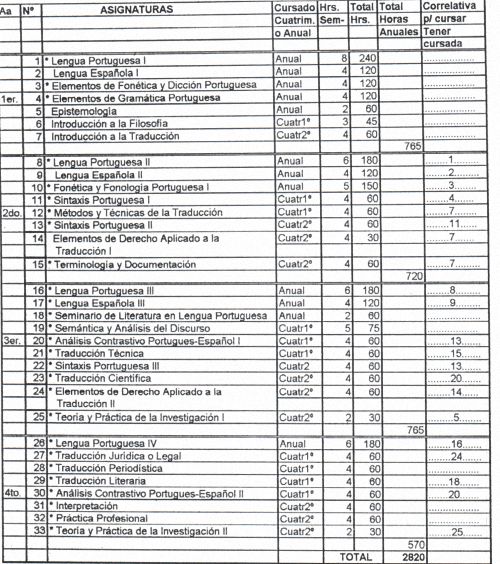 Aa Nº ASIGNATURAS Cursado Hrs. Total Total Correlativa
Cuatrim. Sem- Hrs. Horas p/ cursar
o Anual Anuales Tener
cursada
1 * Lengua Portuguesa I Anual 8 240 ..................
2 Lengua Española I Anual 4 120 ..................
3 * Elementos de Fonética y Dicción Portuguesa Anual 4 120 ..................
1er. 4 * Elementos de Gramática Portuguesa Anual 4 120 ..................
5 Epistemología Anual 2 60 ..................
6 Introducción a la Filosofía Cuatr1º 3 45 ..................
7 Introducción a la Traducción Cuatr2º 4 60 ..................
765
8 * Lengua Portuguesa II Anual 6 180 ........1..........
9 Lengua Española II Anual 4 120 ........2..........
10 * Fonética y Fonología Portuguesa I Anual 5 150 ........3..........
11 * Sintaxis Portuguesa I Cuatr1º 4 60 ........4..........
2do. 12 * Métodos y Técnicas de la Traducción Cuatr1º 4 60 ........7..........
13 * Sintaxis Portuguesa II Cuatr2º 4 60 ........11........
14 Elementos de Derecho Aplicado a la Cuatr2º 4 30 ........7........
Traducción I
15 * Terminología y Documentación Cuatr2º 4 60 ........7..........
720
16 * Lengua Portuguesa III Anual 6 180 ........8..........
17 * Lengua Española III Anual 4 120 ........9..........
18 * Seminario de Literatura en Lengua Portuguesa Anual 2 60
19 * Semántica y Análisis del Discurso Cuatr1º 5 75 ..................
3er. 20 * Análisis Contrastivo Portugues-Español I Cuatr1º 4 60 ........13........
21 * Traducción Técnica Cuatr1º 4 60 ........15........
22 * Sintaxis Porrtuguesa III Cuatr2 4 60 ........13........
23 * Traducción Científica Cuatr2º 4 60 ........20.......
24 * Elementos de Derecho Aplicado a la Cuatr2º 4 60 ........14......
Traducción II
25 * Teoría y Práctica de la Investigación I Cuatr2º 2 30 ........5........
765
26 * Lengua Portuguesa IV Anual 6 180 ........16........
27 * Traducción Jurídica o Legal Cuatr1º 4 60 ........24........
28 * Traducción Periodística Cuatr1º 4 60
29 * Traducción Literaria Cuatr1º 4 60 ........18........
4to. 30 * Análisis Contrastivo Portugues-Español II Cuatr1º 4 60 ........20........
31 * Interpretación Cuatr2º 4 60
32 * Práctica Profesional Cuatr2º 4 60
33 * Teoría y Práctica de la Investigación II Cuatr2º 2 30 ........25........
570
TOTAL 2820